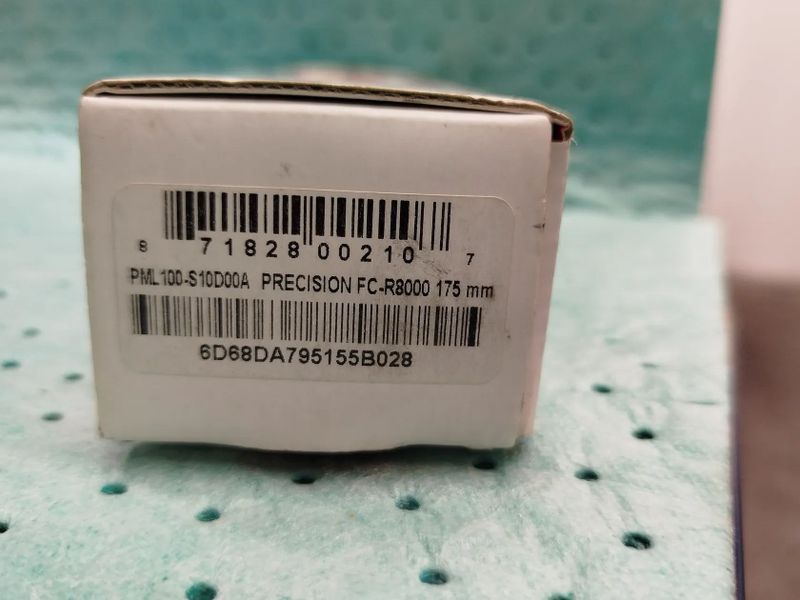 8 71828 00210 7
PML100-S10D00A PRECISION FC-R8000 175 mm
6D68DA795155B028